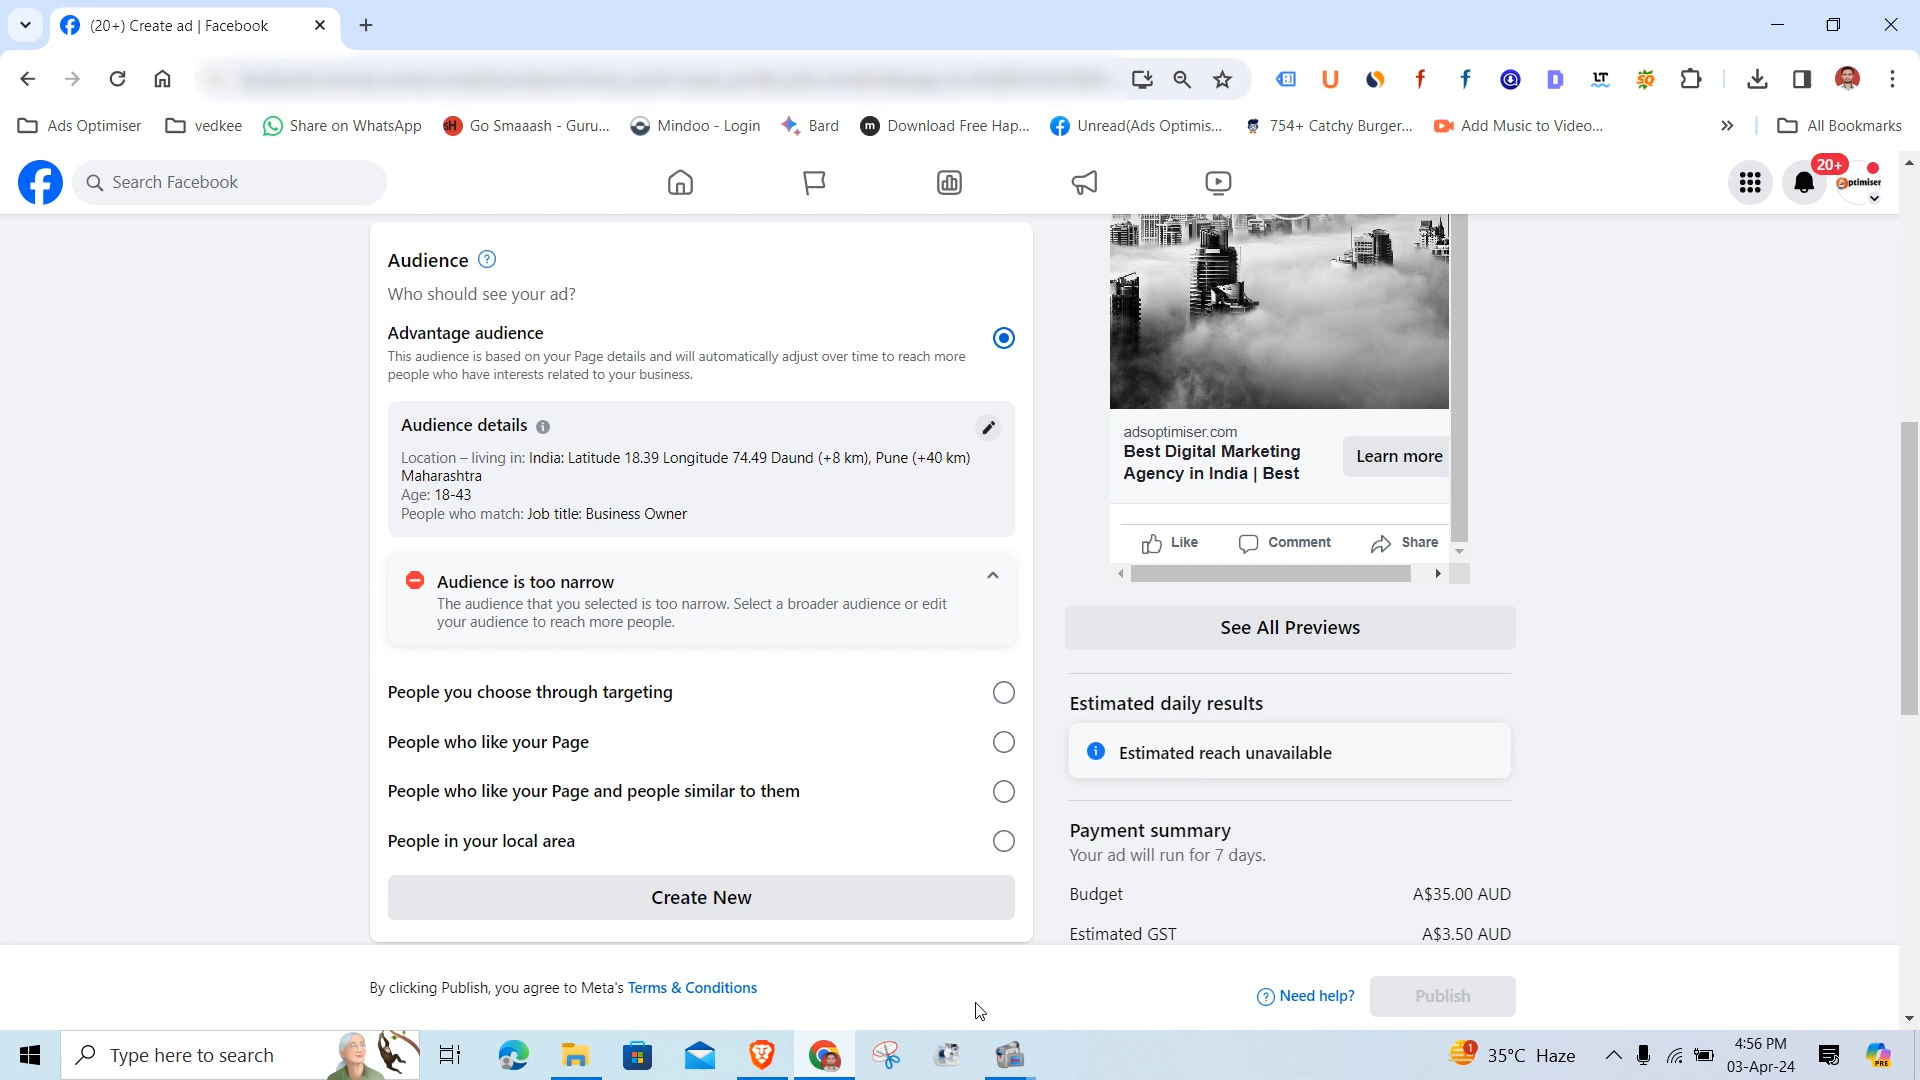 (20+) Create ad | Facebook
Ads Optimiser
vedkee
Share on WhatsApp
SH
Go Smaaash - Guru...
Mindoo - Login
Bard
m
Download Free Hap...
Unread(Ads Optimis...
754+ Catchy Burger...
Add Music to Video...
All Bookmarks
Search Facebook
20+
ptimiser
Audience
Who should see your ad?
Advantage audience
This audience is based on your Page details and will automatically adjust over time to reach more
people who have interests related to your business.
Audience details
Location – living in: India: Latitude 18.39 Longitude 74.49 Daund (+8 km), Pune (+40 km)
Maharashtra
Age: 18-43
People who match: Job title: Business Owner
Audience is too narrow
The audience that you selected is too narrow. Select a broader audience or edit
your audience to reach more people.
People you choose through targeting
People who like your Page
People who like your Page and people similar to them
People in your local area
Create New
adsoptimiser.com
Best Digital Marketing
Agency in India | Best
Learn more
Like
Comment
Share
See All Previews
Estimated daily results
Estimated reach unavailable
Payment summary
Your ad will run for 7 days.
Budget
A$35.00 AUD
Estimated GST
A$3.50 AUD
By clicking Publish, you agree to Meta's Terms & Conditions
Need help?
Publish
Type here to search
1
35°C Haze
4:56 PM
03-Apr-24
PRE